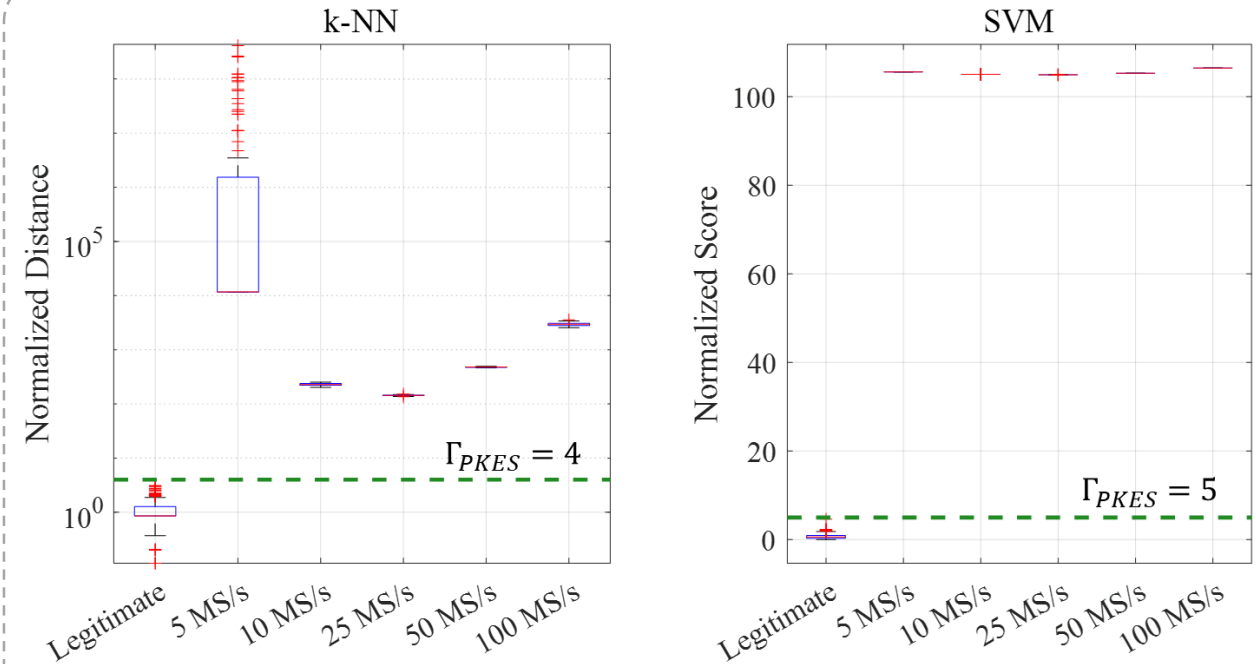 k-NN
Normalized Distance
10^5
10^0
Γ_PKES = 4
Legitimate
5 MS/s
10 MS/s
25 MS/s
50 MS/s
100 MS/s
SVM
Normalized Score
100
80
60
40
20
0
Γ_PKES = 5
Legitimate
5 MS/s
10 MS/s
25 MS/s
50 MS/s
100 MS/s